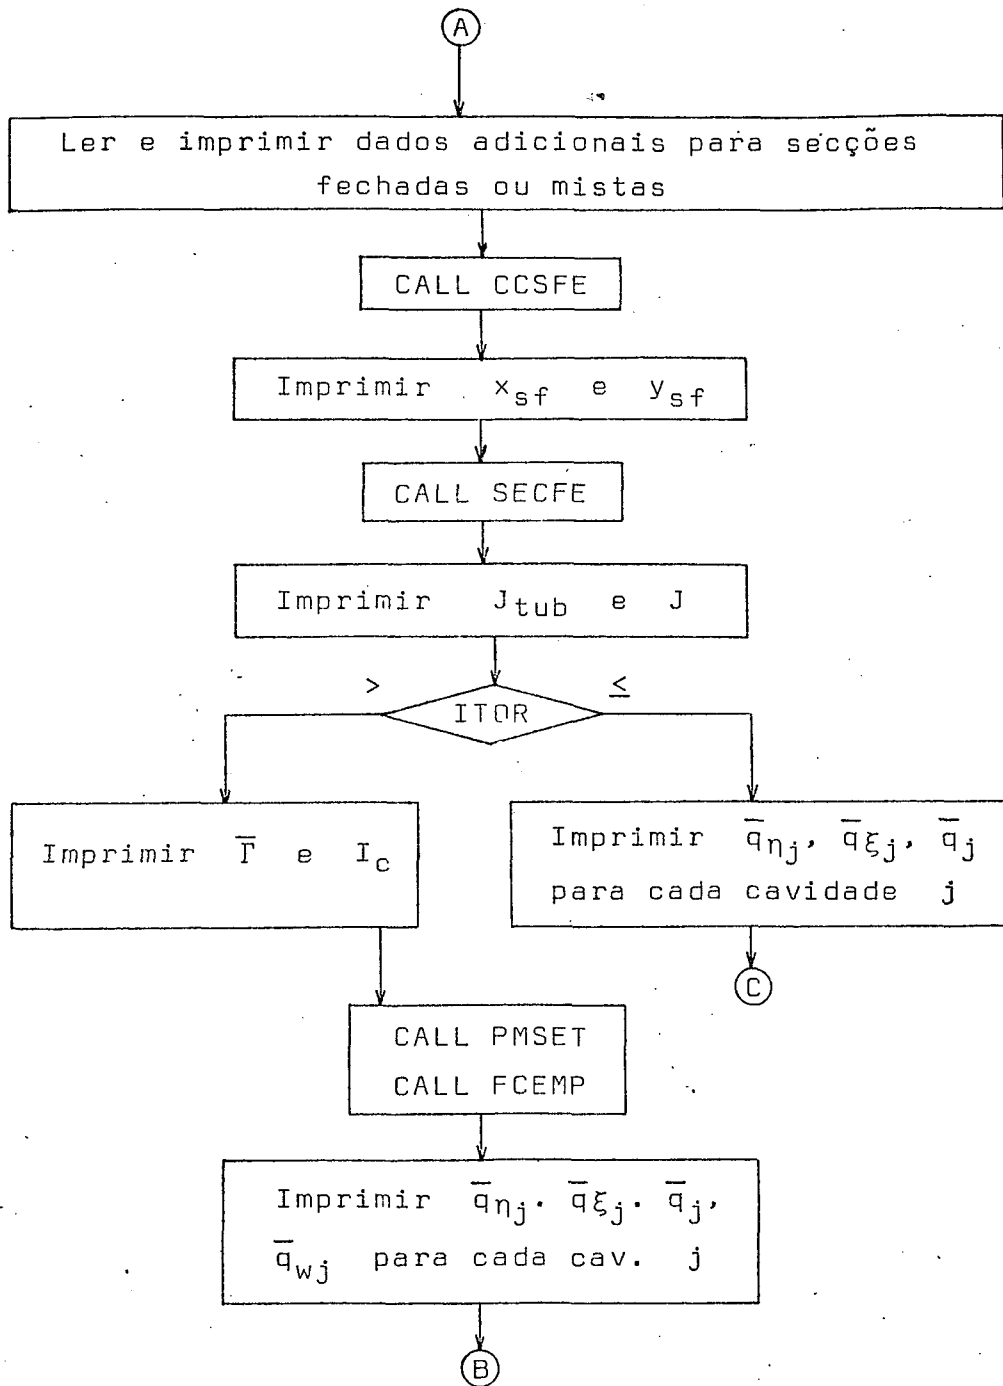 A
Ler e imprimir dados adicionais para secções
fechadas ou mistas
CALL CCSFE
Imprimir x_sf e y_sf
CALL SECFE
Imprimir J_tub e J
> ≤
ITOR
Imprimir Γ̅ e I_c
Imprimir q̅_ηj, q̅_ξj, q̅_j
para cada cavidade j
C
CALL PMSET
CALL FCEMP
Imprimir q̅_ηj. q̅_ξj. q̅_j,
q̅_wj para cada cav. j
B